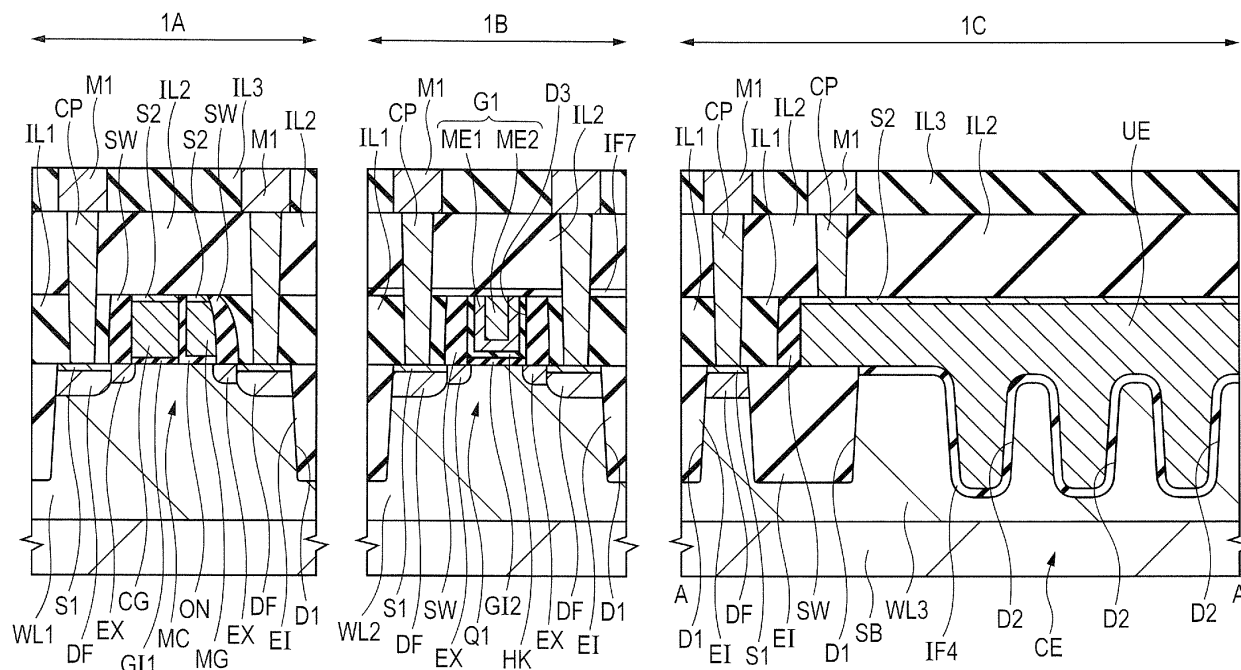 1A 1B 1C
M1 IL2 IL3 M1 D3 M1 CP
CP S2 SW CP G1 IL2 CP IL2 S2 IL3 IL2 UE
IL1 SW S2 M1 IL2 IL1 ME1 ME2 IF7 IL1 IL1 M1
A A
S1 CG ON DF S1 SW GI2 DF D1 DF SW SB WL3 D2 D2 D2
WL1 EX MC EX D1 WL2 DF Q1 EX D1 S1 D1 IF4 CE
DF GI1 MG EI EX HK EI EI EI